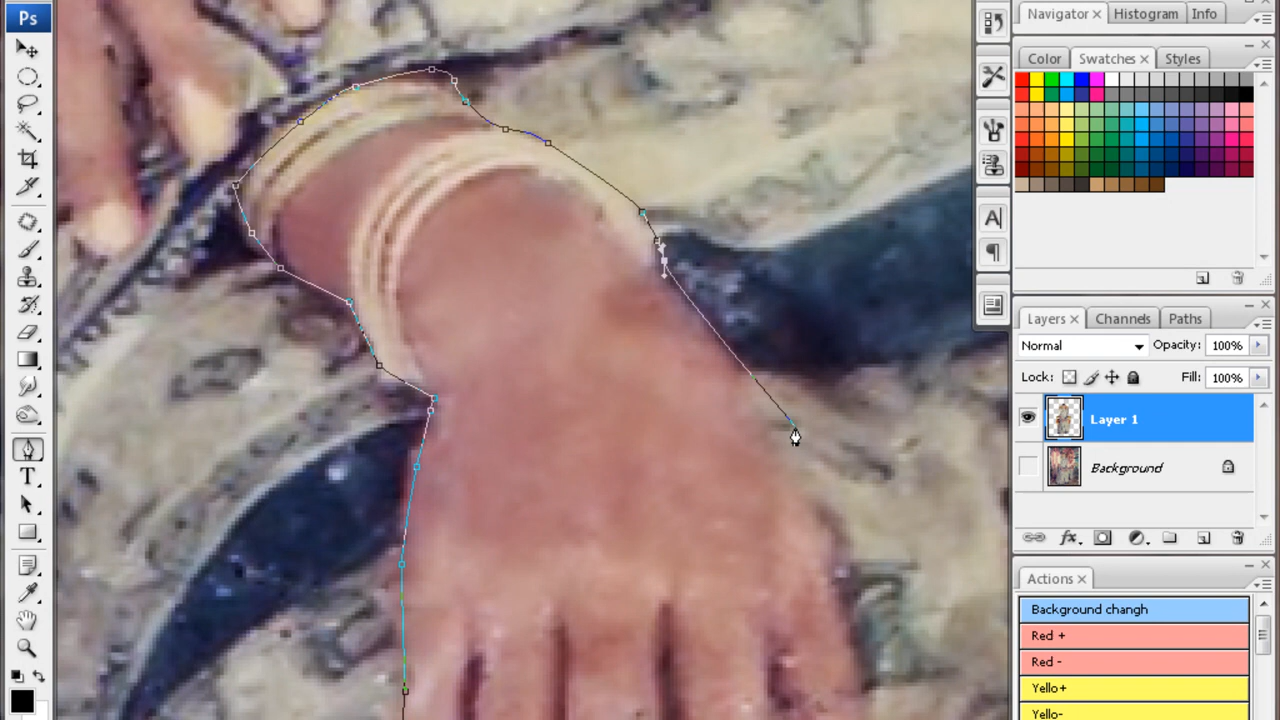 Ps
Navigator × Histogram Info
Color Swatches × Styles
Layers × Channels Paths
Normal Opacity: 100%
Lock: Fill: 100%
Layer 1
Background
Actions ×
Background changh
Red +
Red -
Yello+
Yello-
T
A
fx